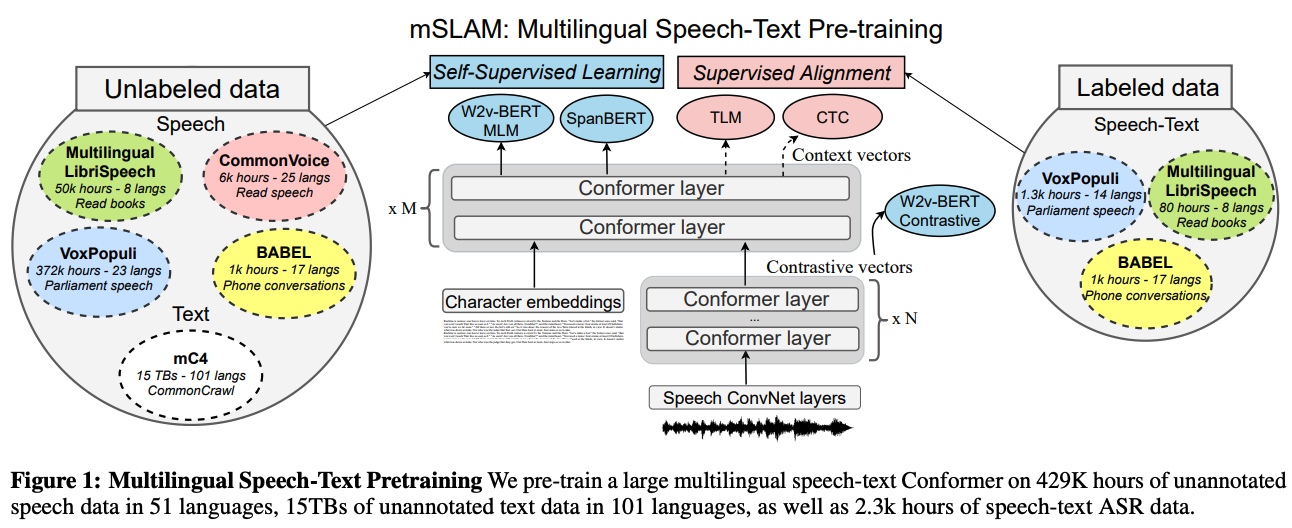 mSLAM: Multilingual Speech-Text Pre-training
Unlabeled data
Speech
Multilingual
LibriSpeech
50k hours - 8 langs
Read books
CommonVoice
6k hours - 25 langs
Read speech
VoxPopuli
372k hours - 23 langs
Parliament speech
BABEL
1k hours - 17 langs
Phone conversations
Text
mC4
15 TBs - 101 langs
CommonCrawl
Self-Supervised Learning
Supervised Alignment
W2v-BERT
MLM
SpanBERT
TLM
CTC
Context vectors
x M
Conformer layer
Conformer layer
W2v-BERT
Contrastive
Contrastive vectors
Character embeddings
Conformer layer
...
Conformer layer
x N
Speech ConvNet layers
Labeled data
Speech-Text
VoxPopuli
1.3k hours - 14 langs
Parliament speech
Multilingual
LibriSpeech
80 hours - 8 langs
Read books
BABEL
1k hours - 17 langs
Phone conversations
Figure 1: Multilingual Speech-Text Pretraining We pre-train a large multilingual speech-text Conformer on 429K hours of unannotated
speech data in 51 languages, 15TBs of unannotated text data in 101 languages, as well as 2.3k hours of speech-text ASR data.